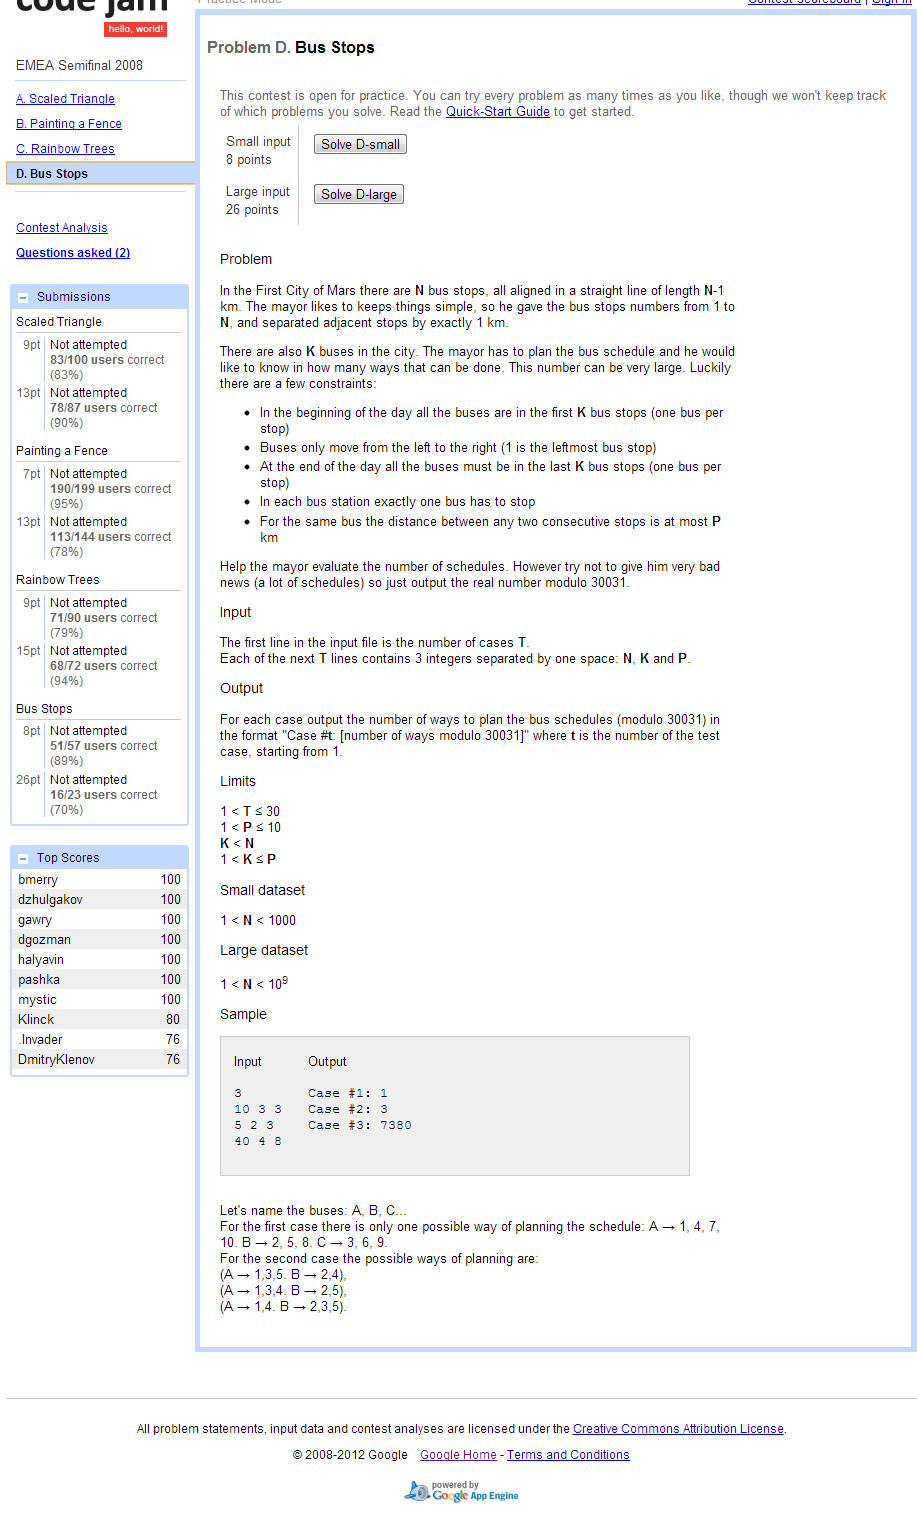 code jam
hello, world!
Practice Mode
Contest scoreboard | Sign in
EMEA Semifinal 2008
A. Scaled Triangle
B. Painting a Fence
C. Rainbow Trees
D. Bus Stops
Contest Analysis
Questions asked (2)
Submissions
Scaled Triangle
9pt Not attempted
83/100 users correct
(83%)
13pt Not attempted
78/87 users correct
(90%)
Painting a Fence
7pt Not attempted
190/199 users correct
(95%)
13pt Not attempted
113/144 users correct
(78%)
Rainbow Trees
9pt Not attempted
71/90 users correct
(79%)
15pt Not attempted
68/72 users correct
(94%)
Bus Stops
8pt Not attempted
51/57 users correct
(89%)
26pt Not attempted
16/23 users correct
(70%)
Top Scores
bmerry 100
dzhulgakov 100
gawry 100
dgozman 100
halyavin 100
pashka 100
mystic 100
Klinck 80
.Invader 76
DmitryKlenov 76
Problem D. Bus Stops
This contest is open for practice. You can try every problem as many times as you like, though we won't keep track
of which problems you solve. Read the Quick-Start Guide to get started.
Small input
8 points
Solve D-small
Large input
26 points
Solve D-large
Problem
In the First City of Mars there are N bus stops, all aligned in a straight line of length N-1
km. The mayor likes to keeps things simple, so he gave the bus stops numbers from 1 to
N, and separated adjacent stops by exactly 1 km.
There are also K buses in the city. The mayor has to plan the bus schedule and he would
like to know in how many ways that can be done. This number can be very large. Luckily
there are a few constraints:
• In the beginning of the day all the buses are in the first K bus stops (one bus per
stop)
• Buses only move from the left to the right (1 is the leftmost bus stop)
• At the end of the day all the buses must be in the last K bus stops (one bus per
stop)
• In each bus station exactly one bus has to stop
• For the same bus the distance between any two consecutive stops is at most P
km
Help the mayor evaluate the number of schedules. However try not to give him very bad
news (a lot of schedules) so just output the real number modulo 30031.
Input
The first line in the input file is the number of cases T.
Each of the next T lines contains 3 integers separated by one space: N, K and P.
Output
For each case output the number of ways to plan the bus schedules (modulo 30031) in
the format "Case #t: [number of ways modulo 30031]" where t is the number of the test
case, starting from 1.
Limits
1 < T ≤ 30
1 < P ≤ 10
K < N
1 < K ≤ P
Small dataset
1 < N < 1000
Large dataset
1 < N < 10⁹
Sample
Input Output
3 Case #1: 1
10 3 3 Case #2: 3
5 2 3 Case #3: 7380
40 4 8
Let's name the buses: A, B, C...
For the first case there is only one possible way of planning the schedule: A → 1, 4, 7,
10. B → 2, 5, 8. C → 3, 6, 9.
For the second case the possible ways of planning are:
(A → 1,3,5. B → 2,4),
(A → 1,3,4. B → 2,5),
(A → 1,4. B → 2,3,5).
All problem statements, input data and contest analyses are licensed under the Creative Commons Attribution License.
© 2008-2012 Google Google Home - Terms and Conditions
powered by
Google App Engine